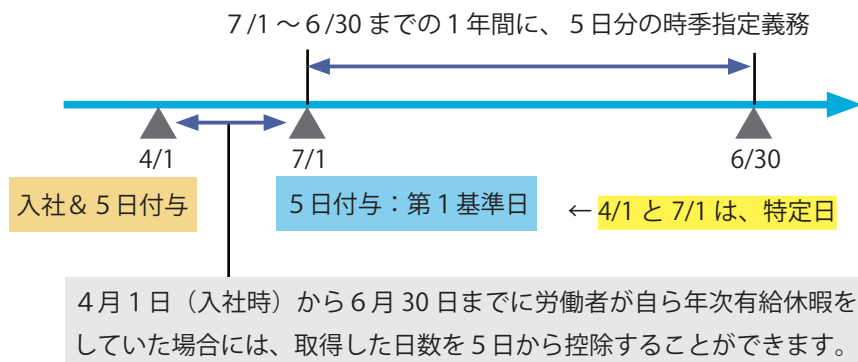 7/1 ～ 6/30 までの１年間に、５日分の時季指定義務
4/1
7/1
6/30
入社＆５日付与
５日付与：第１基準日
← 4/1 と 7/1 は、特定日
４月１日（入社時）から６月 30 日までに労働者が自ら年次有給休暇を
していた場合には、取得した日数を５日から控除することができます。